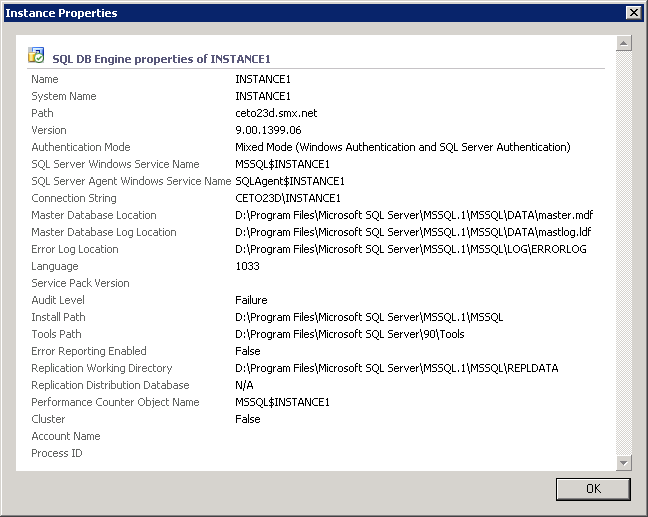 Instance Properties
SQL DB Engine properties of INSTANCE1
Name INSTANCE1
System Name INSTANCE1
Path ceto23d.smx.net
Version 9.00.1399.06
Authentication Mode Mixed Mode (Windows Authentication and SQL Server Authentication)
SQL Server Windows Service Name MSSQL$INSTANCE1
SQL Server Agent Windows Service Name SQLAgent$INSTANCE1
Connection String CETO23D\INSTANCE1
Master Database Location D:\Program Files\Microsoft SQL Server\MSSQL.1\MSSQL\DATA\master.mdf
Master Database Log Location D:\Program Files\Microsoft SQL Server\MSSQL.1\MSSQL\DATA\mastlog.ldf
Error Log Location D:\Program Files\Microsoft SQL Server\MSSQL.1\MSSQL\LOG\ERRORLOG
Language 1033
Service Pack Version
Audit Level Failure
Install Path D:\Program Files\Microsoft SQL Server\MSSQL.1\MSSQL
Tools Path D:\Program Files\Microsoft SQL Server\90\Tools
Error Reporting Enabled False
Replication Working Directory D:\Program Files\Microsoft SQL Server\MSSQL.1\MSSQL\REPLDATA
Replication Distribution Database N/A
Performance Counter Object Name MSSQL$INSTANCE1
Cluster False
Account Name
Process ID
OK